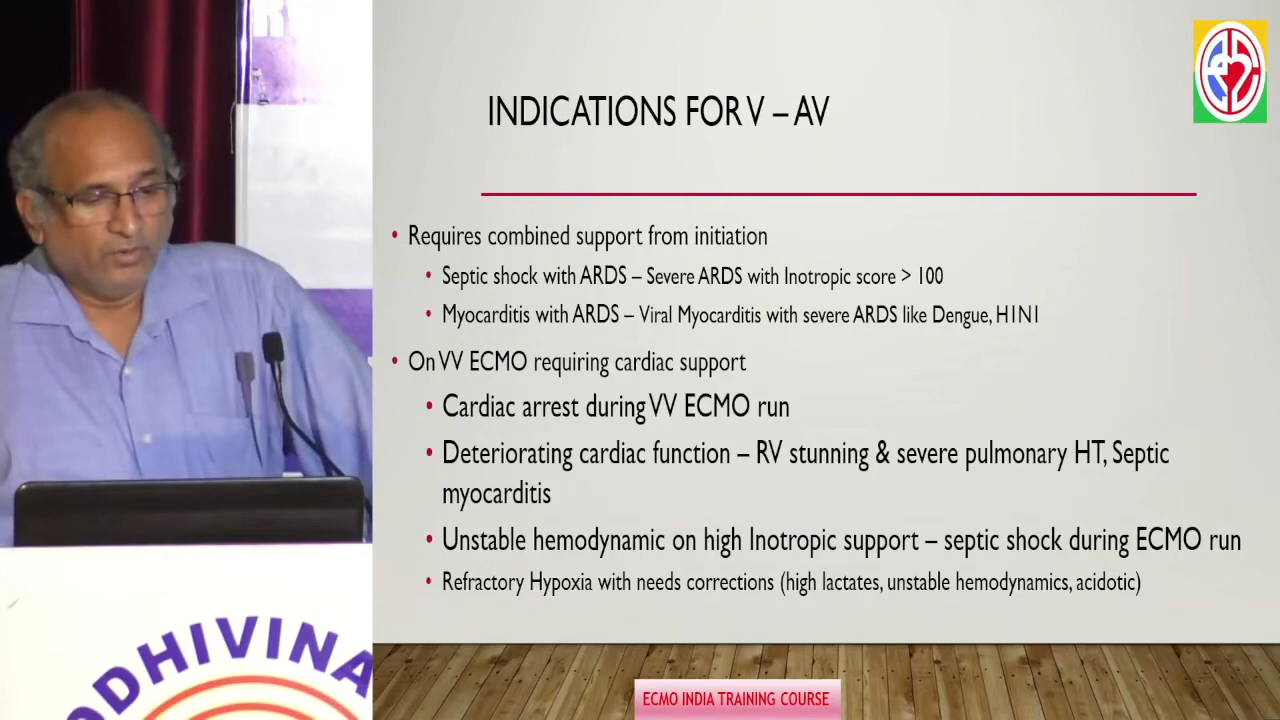 INDICATIONS FOR V – AV
• Requires combined support from initiation
• Septic shock with ARDS – Severe ARDS with Inotropic score > 100
• Myocarditis with ARDS – Viral Myocarditis with severe ARDS like Dengue, H1N1
• On VV ECMO requiring cardiac support
• Cardiac arrest during VV ECMO run
• Deteriorating cardiac function – RV stunning & severe pulmonary HT, Septic
myocarditis
• Unstable hemodynamic on high Inotropic support – septic shock during ECMO run
• Refractory Hypoxia with needs corrections (high lactates, unstable hemodynamics, acidotic)
ECMO INDIA TRAINING COURSE
ODHIVINA